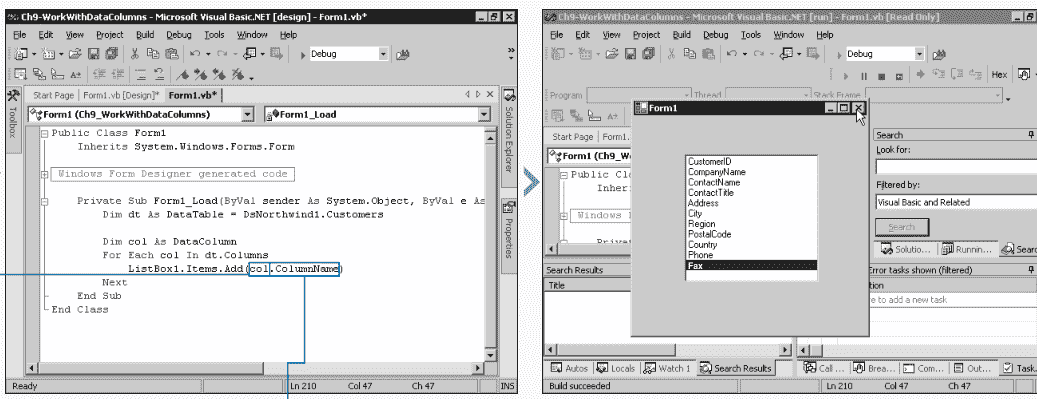 Ch9-WorkWithDataColumns - Microsoft Visual Basic.NET [design] - Form1.vb*
File Edit View Project Build Debug Tools Window Help
Debug
Start Page Form1.vb [Design]* Form1.vb*
Toolbox
Form1 (Ch9_WorkWithDataColumns) Form1_Load
Public Class Form1
Inherits System.Windows.Forms.Form
Windows Form Designer generated code
Private Sub Form1_Load(ByVal sender As System.Object, ByVal e As
Dim dt As DataTable = DsNorthwind1.Customers
Dim col As DataColumn
For Each col In dt.Columns
ListBox1.Items.Add(col.ColumnName)
Next
End Sub
End Class
Solution Explorer
Properties
Ready Ln 210 Col 47 Ch 47 INS
Ch9-WorkWithDataColumns - Microsoft Visual Basic.NET [run] - Form1.vb [Read Only]
File Edit View Project Build Debug Tools Window Help
Debug
Hex
Program Thread Stack Frame
Start Page Form1.
Form1 (Ch9_W
Public Cl
Inher
Windows
Private
Form1
CustomerID
CompanyName
ContactName
ContactTitle
Address
City
Region
PostalCode
Country
Phone
Fax
Search
Look for:
Filtered by:
Visual Basic and Related
Search
Solutio... Runnin... Searc
Search Results
Title
Error tasks shown (filtered)
tion
e to add a new task
Autos Locals Watch 1 Search Results Call ... Brea... Com... Out... Task
Build succeeded Ln 210 Col 47 Ch 47